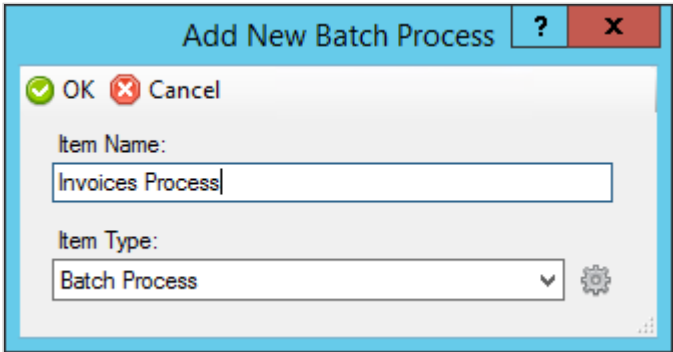 Add New Batch Process ? x
OK Cancel
Item Name:
Invoices Process
Item Type:
Batch Process